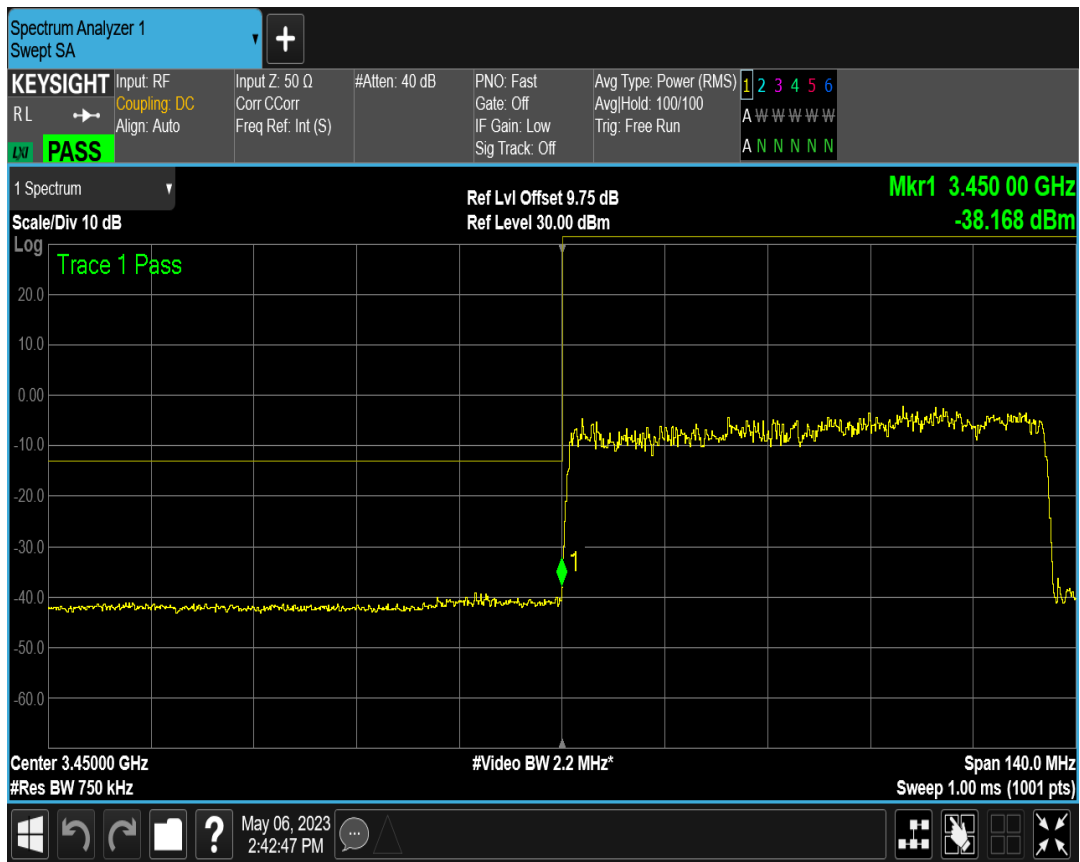 Spectrum Analyzer 1
Swept SA
+
KEYSIGHT
RL
LXI PASS
Input: RF
Coupling: DC
Align: Auto
Input Z: 50 Ω
Corr CCorr
Freq Ref: Int (S)
#Atten: 40 dB
PNO: Fast
Gate: Off
IF Gain: Low
Sig Track: Off
Avg Type: Power (RMS)
Avg|Hold: 100/100
Trig: Free Run
1 2 3 4 5 6
A W W W W W
A N N N N N
1 Spectrum
Scale/Div 10 dB
Ref Lvl Offset 9.75 dB
Ref Level 30.00 dBm
Mkr1 3.450 00 GHz
-38.168 dBm
Log
Trace 1 Pass
20.0
10.0
0.00
-10.0
-20.0
-30.0
1
-40.0
-50.0
-60.0
Center 3.45000 GHz
#Res BW 750 kHz
#Video BW 2.2 MHz*
Span 140.0 MHz
Sweep 1.00 ms (1001 pts)
?
May 06, 2023
2:42:47 PM